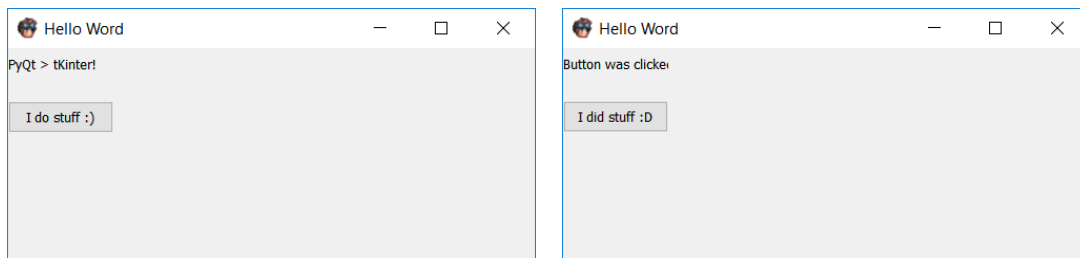 Hello Word
PyQt > tKinter!
I do stuff :)
Hello Word
Button was clicke
I did stuff :D